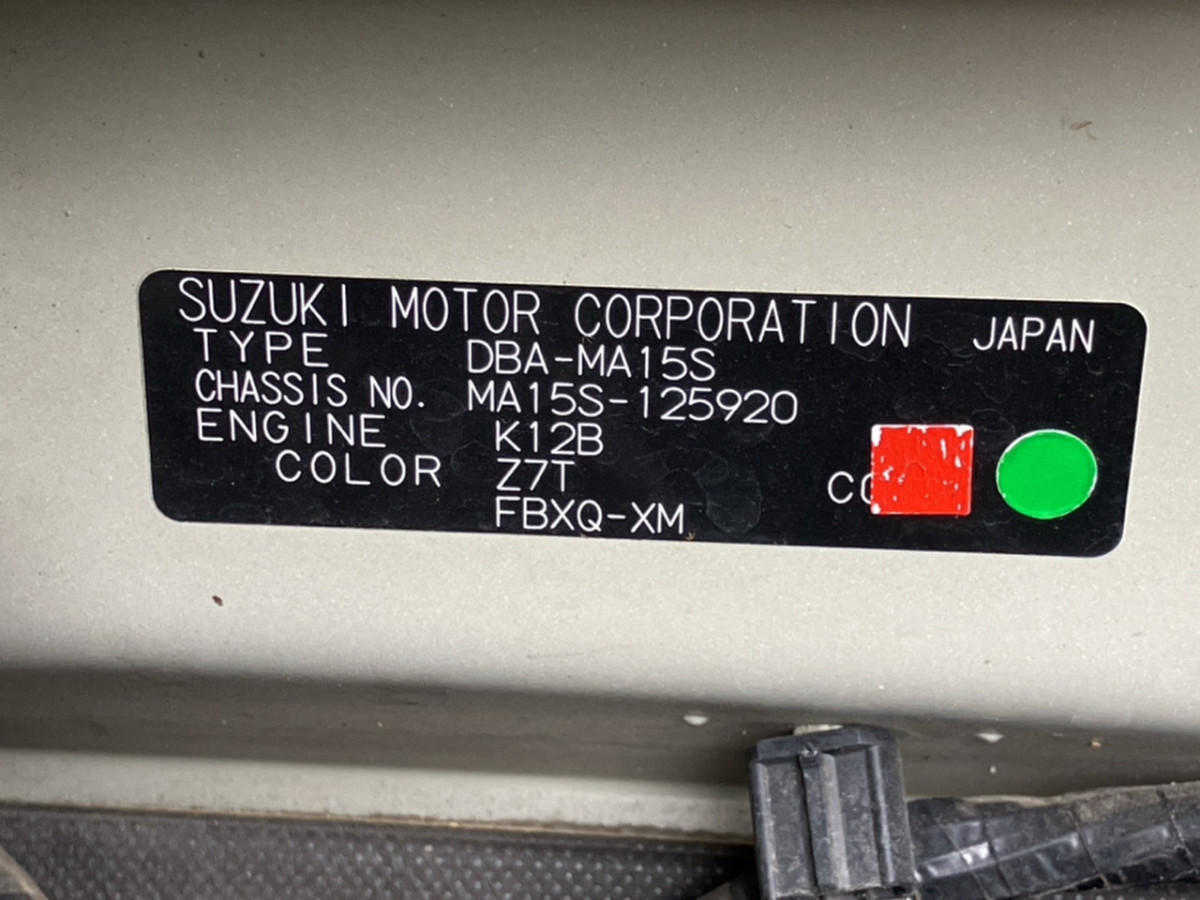 SUZUKI MOTOR CORPORATION JAPAN
TYPE DBA-MA15S
CHASSIS NO. MA15S-125920
ENGINE K12B
COLOR Z7T
FBXQ-XM